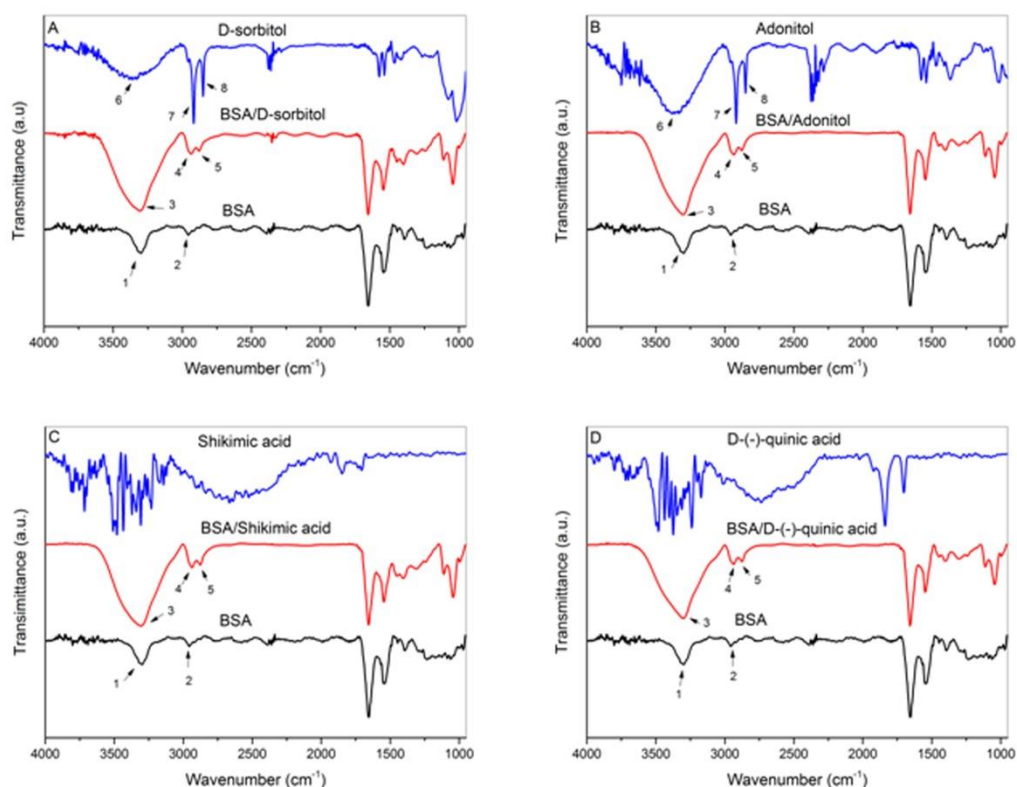 A
D-sorbitol
6
7
8
BSA/D-sorbitol
4
5
3
BSA
1
2
Transmittance (a.u)
4000 3500 3000 2500 2000 1500 1000
Wavenumber (cm-1)
B
Adonitol
6
7
8
BSA/Adonitol
4
5
3
BSA
1
2
Transmittance (a.u.)
4000 3500 3000 2500 2000 1500 1000
Wavenumber (cm-1)
C
Shikimic acid
BSA/Shikimic acid
4
5
3
BSA
1
2
Transimittance (a.u.)
4000 3500 3000 2500 2000 1500 1000
Wavenumber (cm-1)
D
D-(-)-quinic acid
BSA/D-(-)-quinic acid
4
5
3
BSA
1
2
Transmittance (a.u.)
4000 3500 3000 2500 2000 1500 1000
Wavenumber (cm-1)